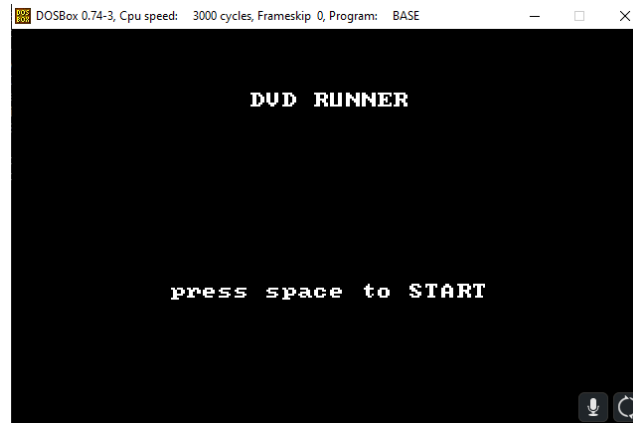 DOSBox 0.74-3, Cpu speed: 3000 cycles, Frameskip 0, Program: BASE
DVD RUNNER
press space to START